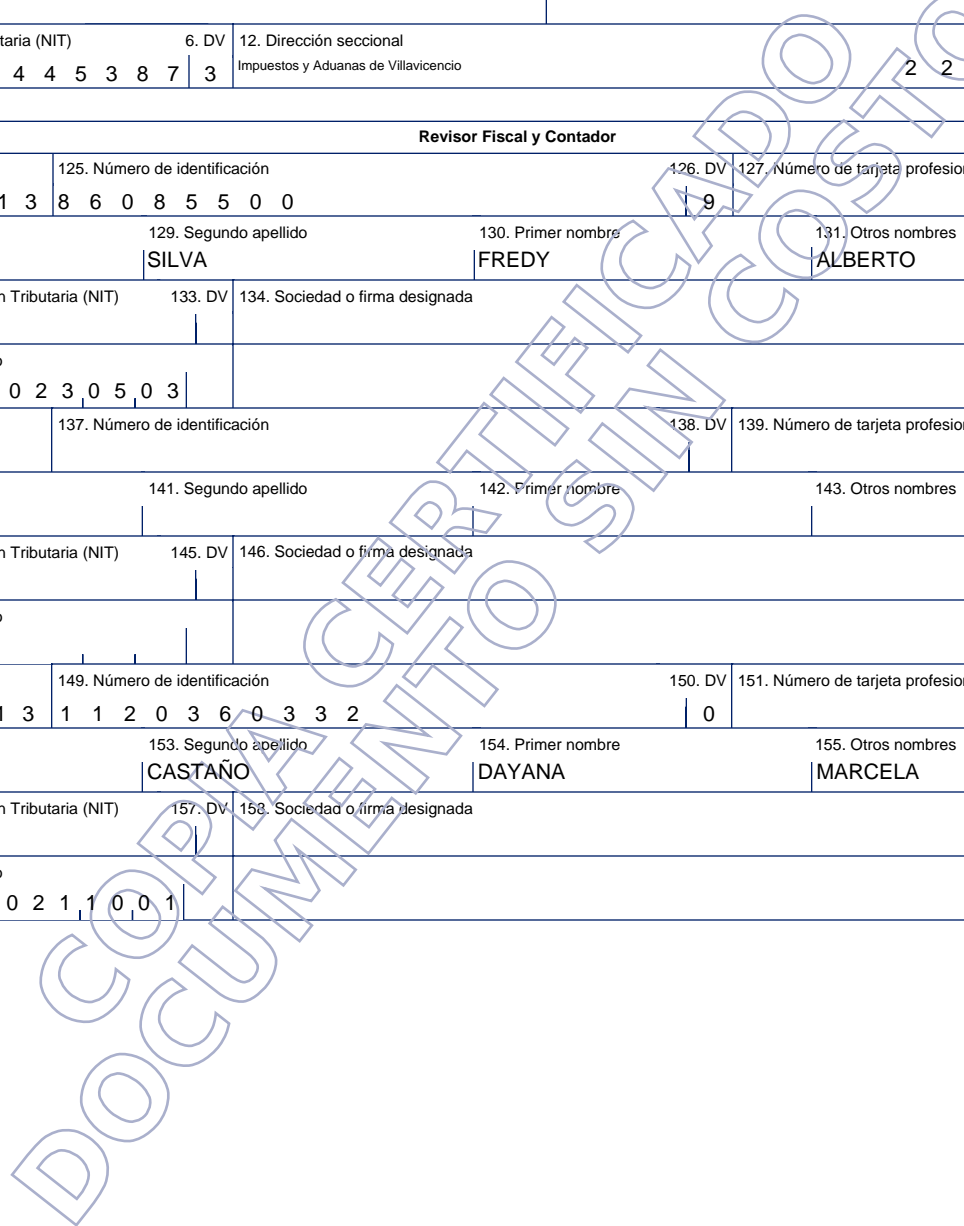 taria (NIT) 6. DV 12. Dirección seccional
4 4 5 3 8 7 3 Impuestos y Aduanas de Villavicencio 2 2
Revisor Fiscal y Contador
125. Número de identificación 126. DV 127. Número de tarjeta profesion
1 3 8 6 0 8 5 5 0 0 9
129. Segundo apellido 130. Primer nombre 131. Otros nombres
SILVA FREDY ALBERTO
n Tributaria (NIT) 133. DV 134. Sociedad o firma designada
o
0 2 3 0 5 0 3
137. Número de identificación 138. DV 139. Número de tarjeta profesion
141. Segundo apellido 142. Primer nombre 143. Otros nombres
n Tributaria (NIT) 145. DV 146. Sociedad o firma designada
o
149. Número de identificación 150. DV 151. Número de tarjeta profesion
1 3 1 1 2 0 3 6 0 3 3 2 0
153. Segundo apellido 154. Primer nombre 155. Otros nombres
CASTAÑO DAYANA MARCELA
n Tributaria (NIT) 157. DV 158. Sociedad o firma designada
o
0 2 1 1 0 0 1
COPIA CERTIFICADO
DOCUMENTO SIN COSTO